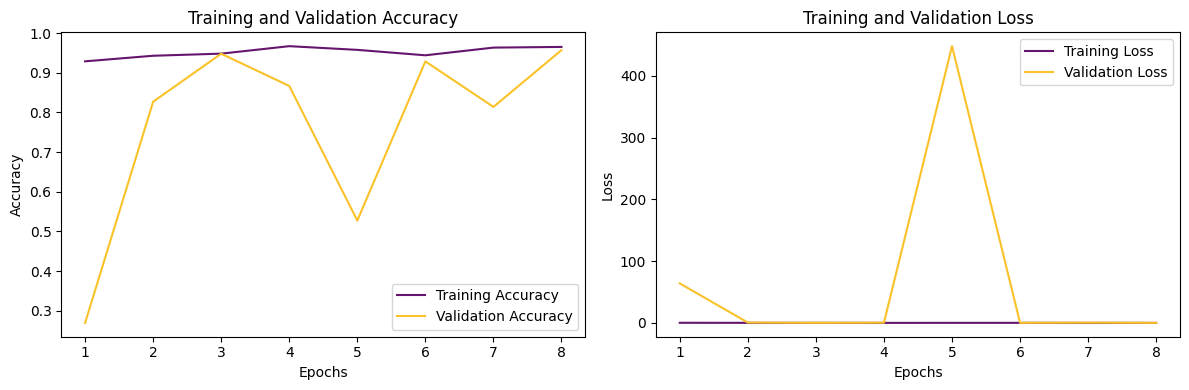 Training and Validation Accuracy
1.0
0.9
0.8
0.7
0.6
0.5
0.4
0.3
Accuracy
1 2 3 4 5 6 7 8
Epochs
Training Accuracy
Validation Accuracy
Training and Validation Loss
400
300
200
100
0
Loss
1 2 3 4 5 6 7 8
Epochs
Training Loss
Validation Loss